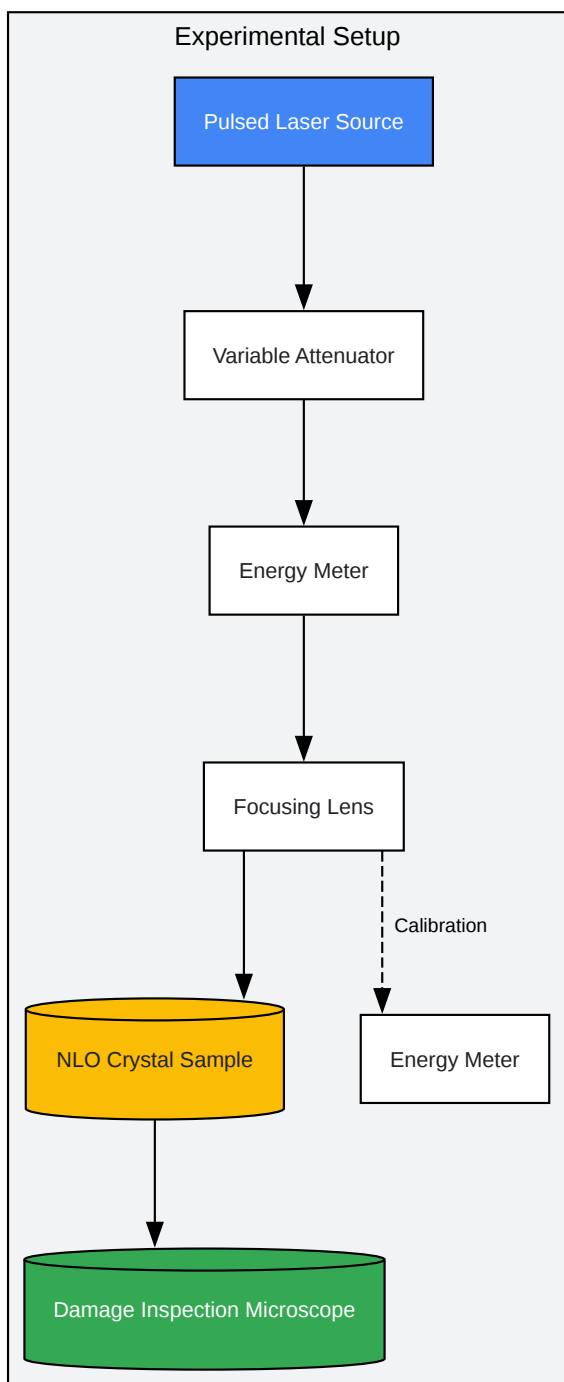 Experimental Setup
Pulsed Laser Source
Variable Attenuator
Energy Meter
Focusing Lens
Calibration
NLO Crystal Sample
Energy Meter
Damage Inspection Microscope